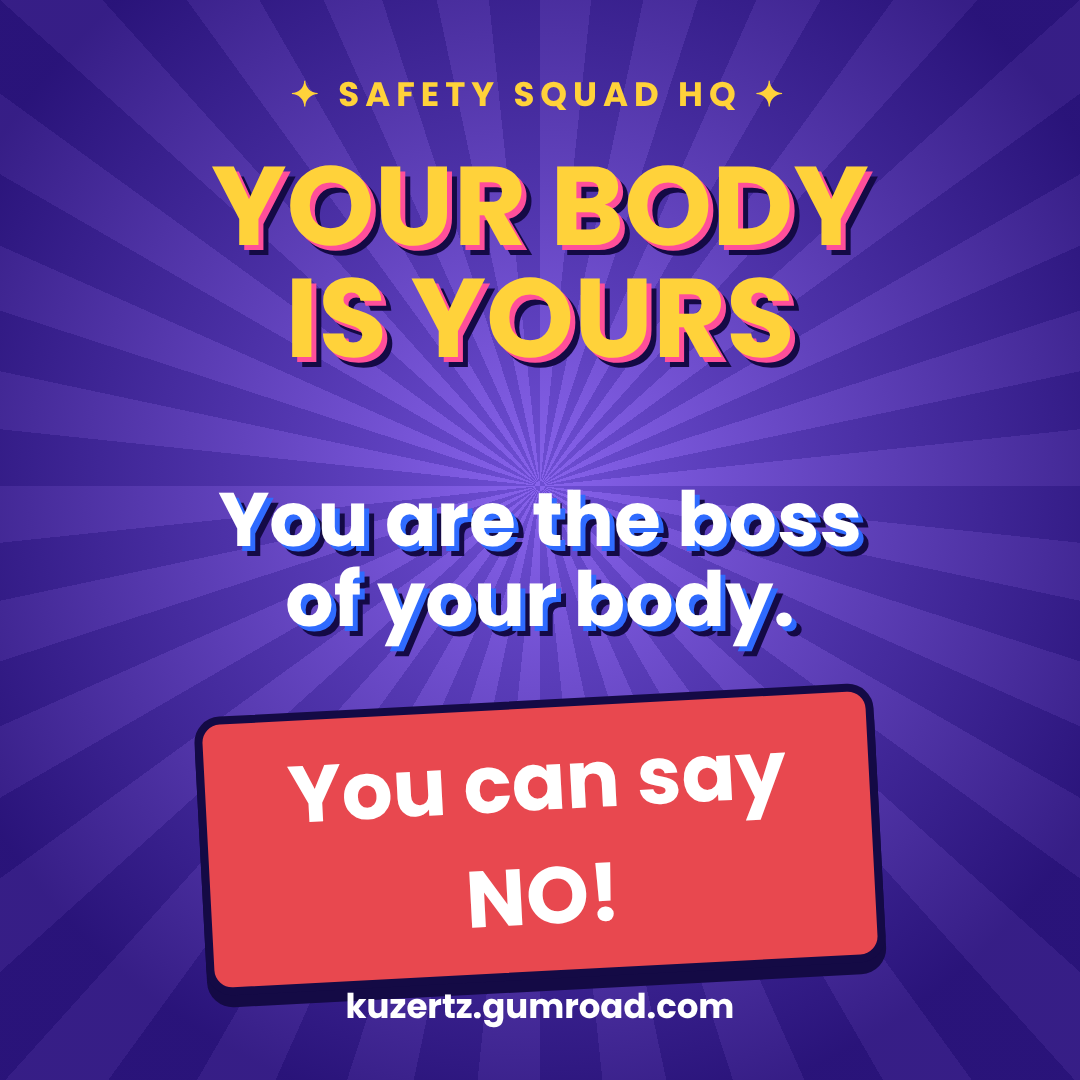 ✦ SAFETY SQUAD HQ ✦
YOUR BODY
IS YOURS
You are the boss
of your body.
You can say
NO!
kuzertz.gumroad.com